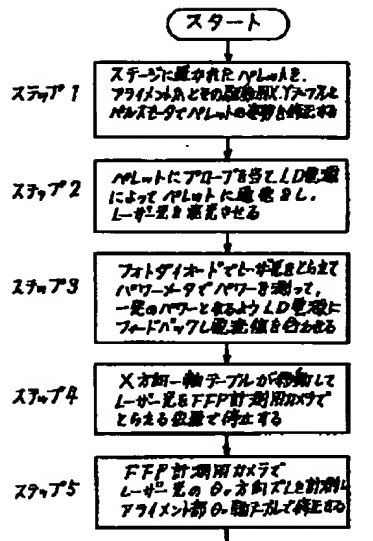 スタート
ステップ1
ステージに置かれたペレットを、
アライメント爪とその駆動用X,Yテーブルと
パルスモータでペレットの姿勢を修正する
ステップ2
ペレットにプローブを当てLD電源
によってペレットに通電をし、
レーザ光を発光させる
ステップ3
フォトダイオードでレーザ光をとらえて
パワーメータでパワーを測って、
一定のパワーとなるようLD電源に
フィードバックし電流値を合わせる
ステップ4
X方向一軸テーブルが移動して
レーザー光をFFP計測用カメラで
とらえる位置で停止する
ステップ5
FFP計測用カメラで
レーザー光のθ、方向ズレを計測し
アライメント部θ、軸テーブルで修正する